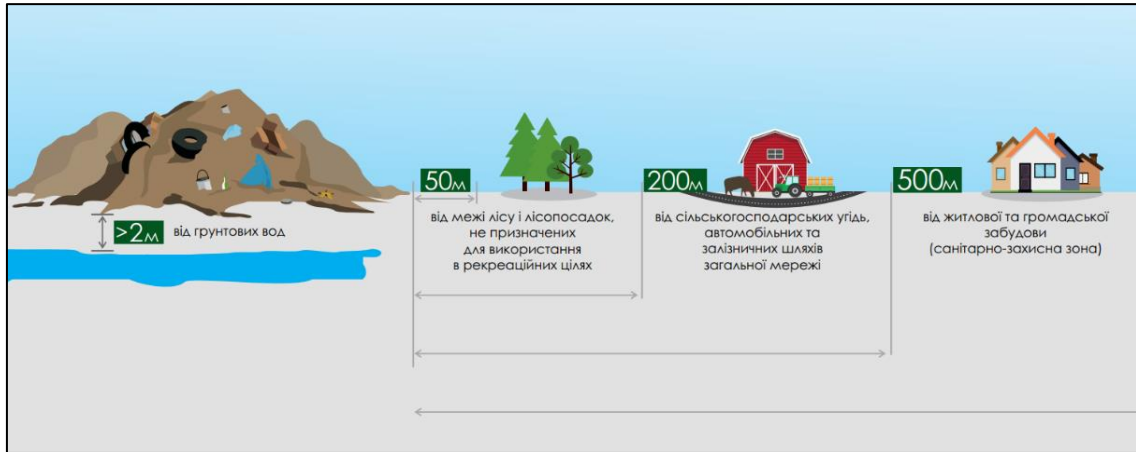 50м
200м
500м
>2м
від грунтових вод
від межі лісу і лісопосадок,
не призначених
для використання
в рекреаційних цілях
від сільськогосподарських угідь,
автомобільних та
залізничних шляхів
загальної мережі
від житлової та громадської
забудови
(санітарно-захисна зона)